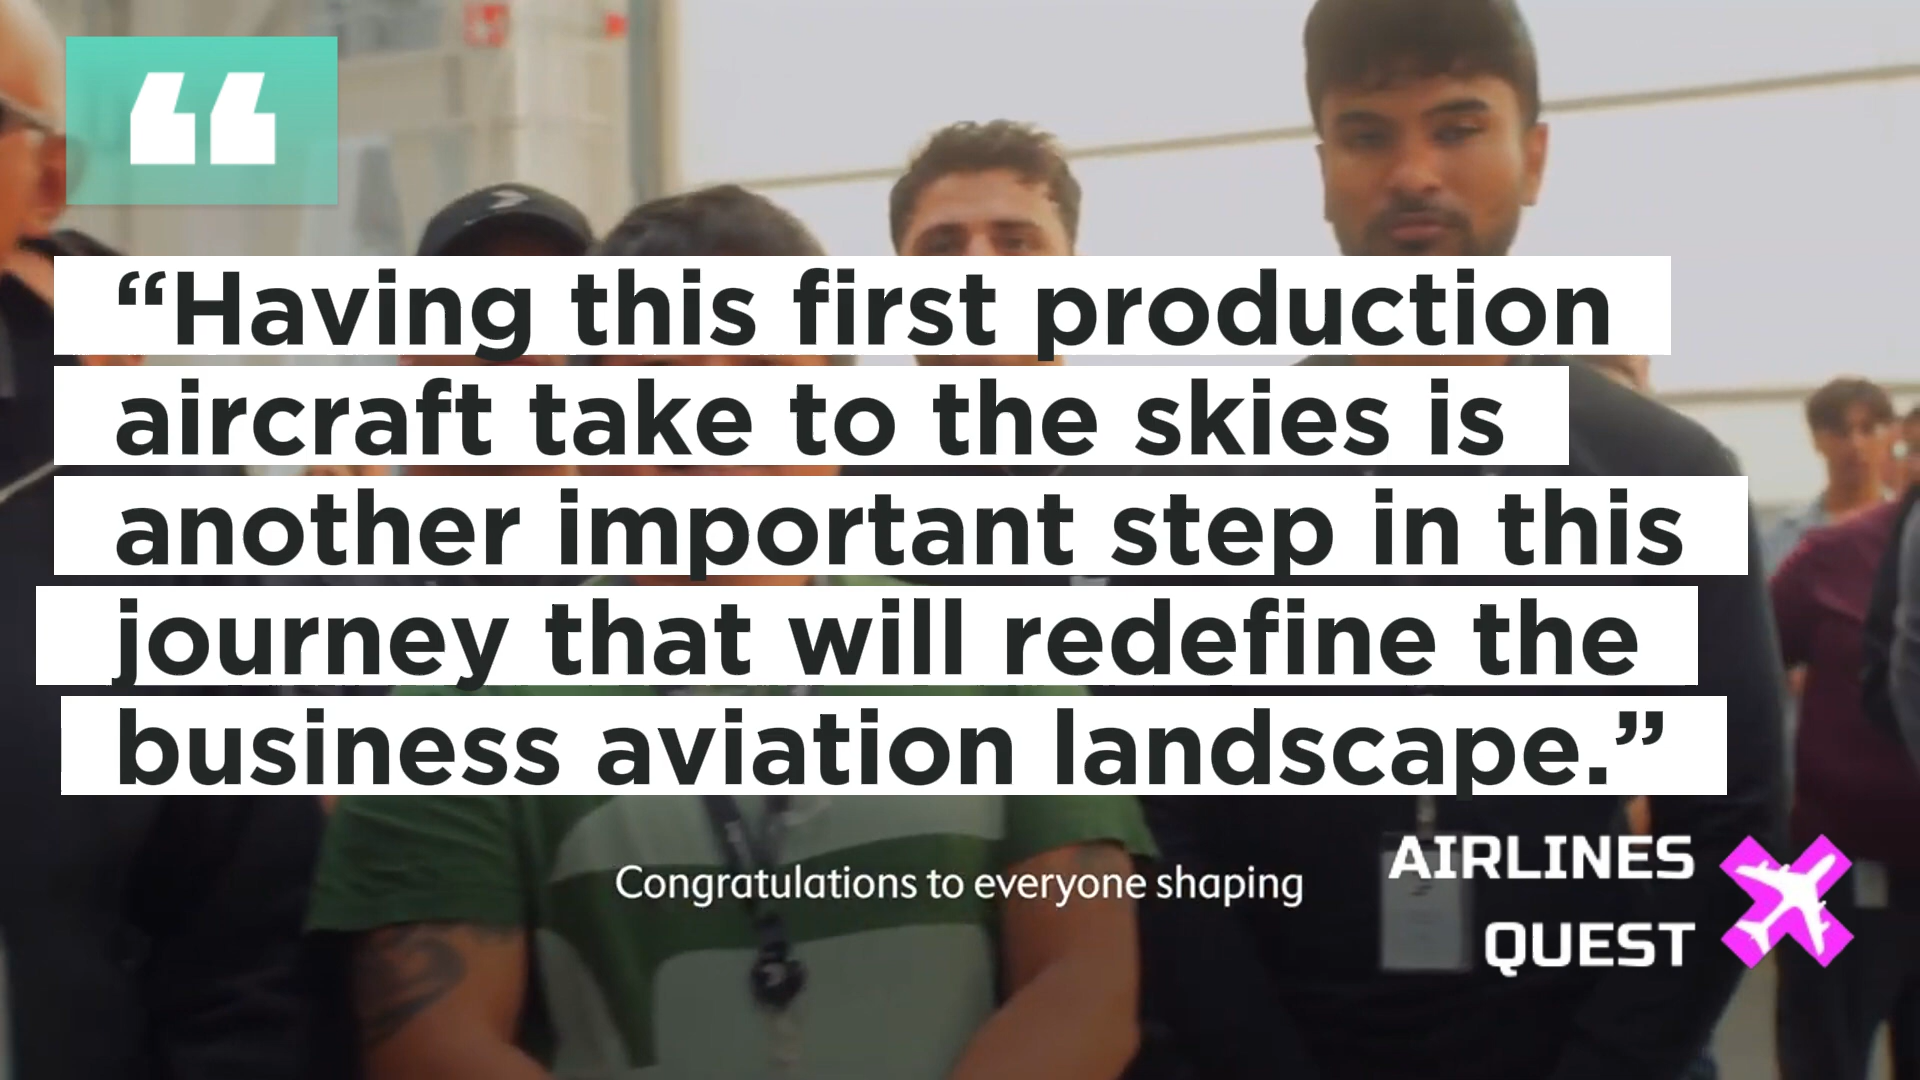 “Having this first production
aircraft take to the skies is
another important step in this
journey that will redefine the
business aviation landscape.”
Congratulations to everyone shaping
AIRLINES
QUEST